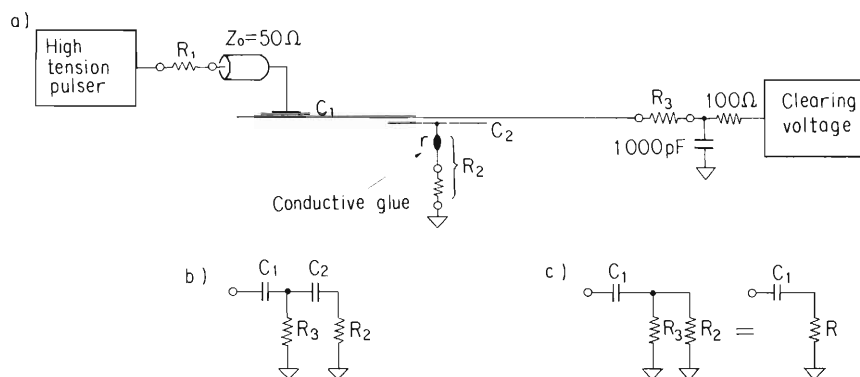 a)
High
tension
pulser
R₁
Z₀=50Ω
C₁
C₂
r
R₂
Conductive glue
R₃
100Ω
1000pF
Clearing
voltage
b)
C₁
C₂
R₃
R₂
c)
C₁
R₃
R₂
=
C₁
R